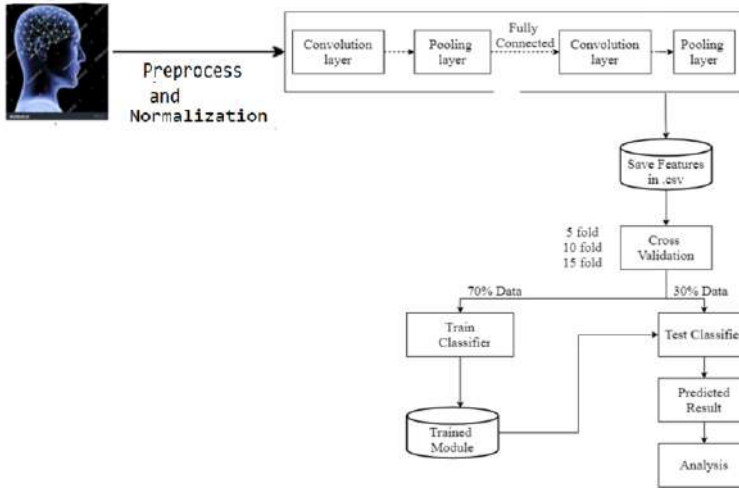 Preprocess
and
Normalization
Convolution
layer
Pooling
layer
Fully
Connected
Convolution
layer
Pooling
layer
Save Features
in .csv
5 fold
10 fold
15 fold
Cross
Validation
70% Data
30% Data
Train
Classifier
Test Classifie
Trained
Module
Predicted
Result
Analysis